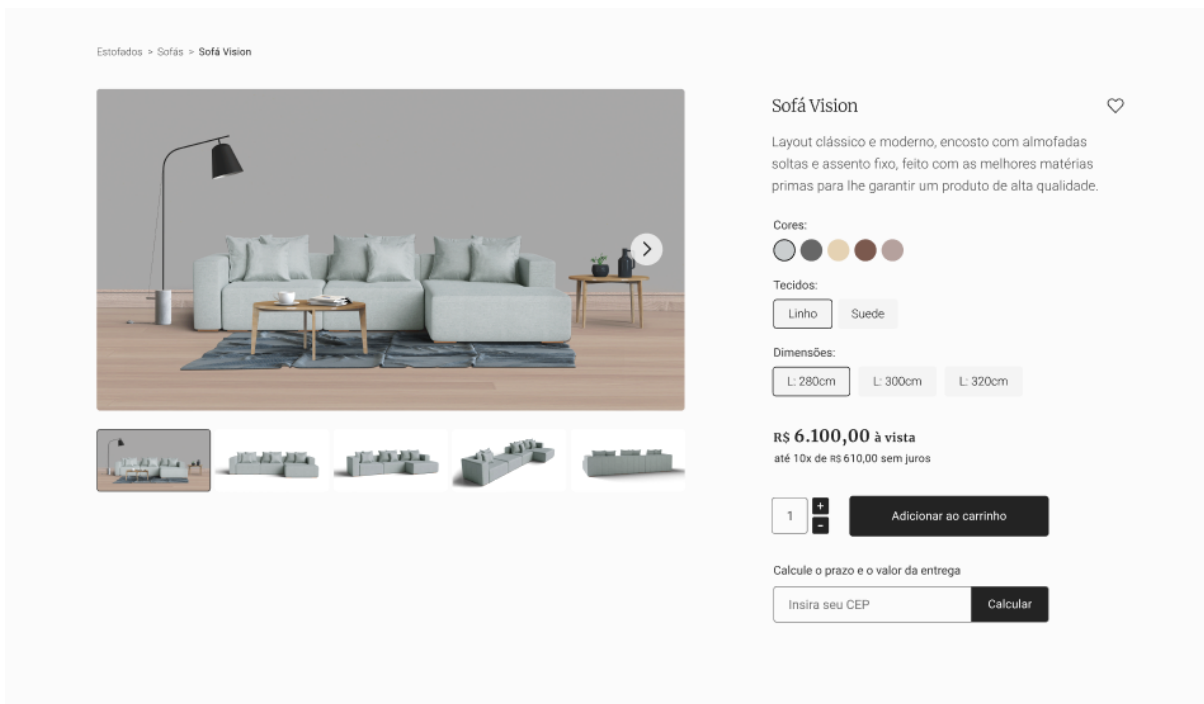 Estofados > Sofás > Sofá Vision
Sofá Vision
Layout clássico e moderno, encosto com almofadas
soltas e assento fixo, feito com as melhores matérias
primas para lhe garantir um produto de alta qualidade.
Cores:
Tecidos:
Linho Suede
Dimensões:
L: 280cm L: 300cm L: 320cm
R$ 6.100,00 à vista
até 10x de R$ 610,00 sem juros
1 + -
Adicionar ao carrinho
Calcule o prazo e o valor da entrega
Insira seu CEP Calcular